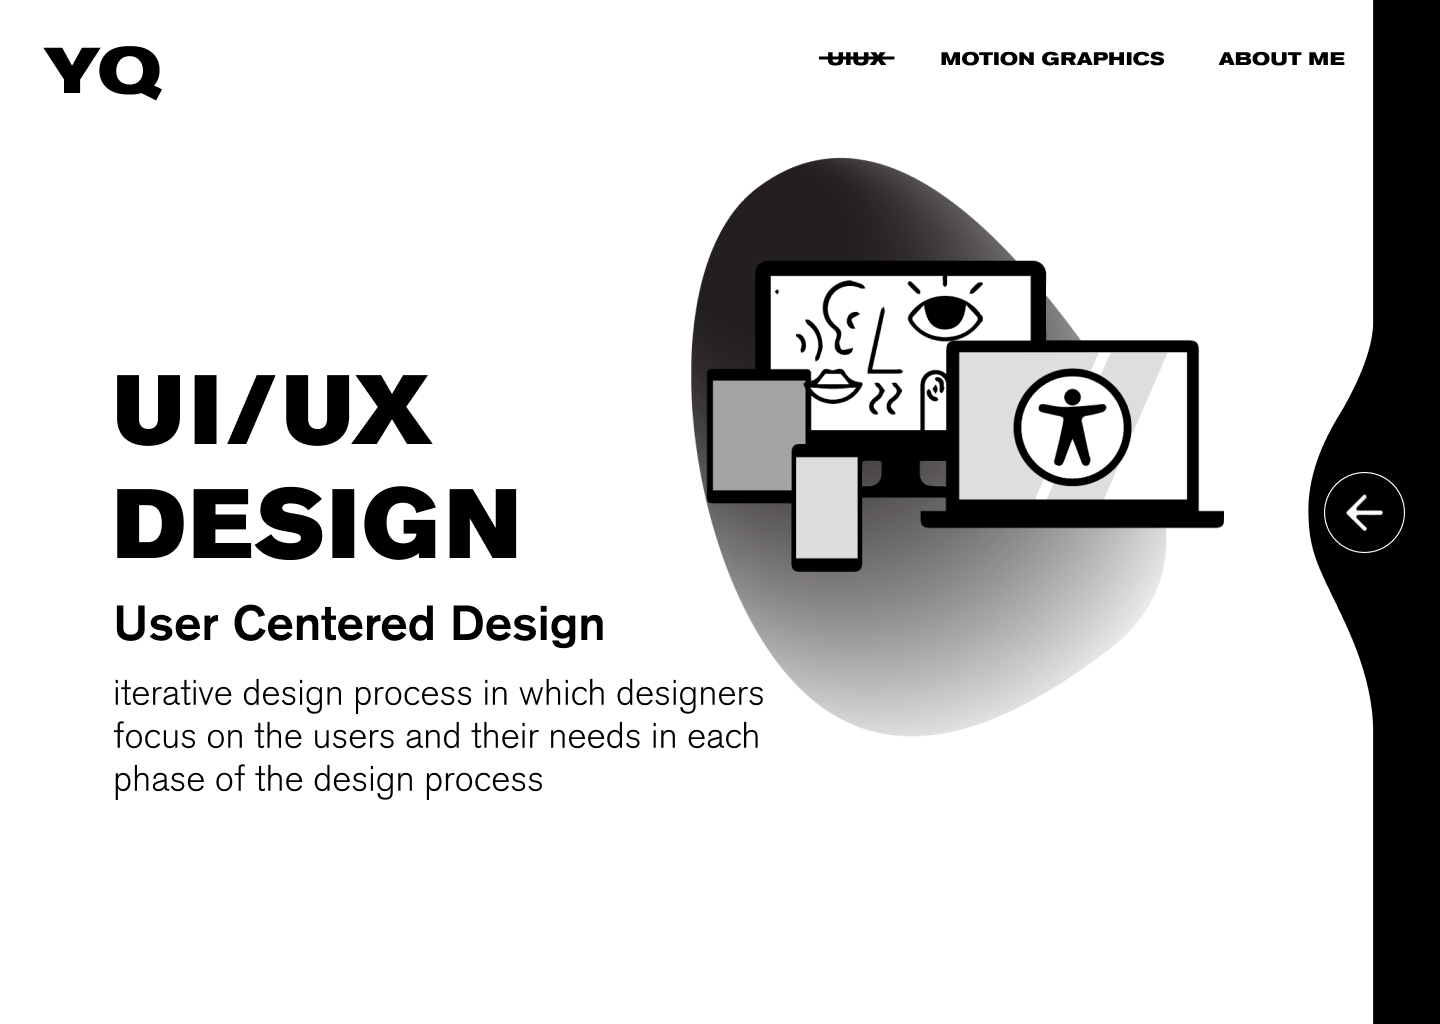 YQ
UIUX
MOTION GRAPHICS
ABOUT ME
UI/UX
DESIGN
User Centered Design
iterative design process in which designers
focus on the users and their needs in each
phase of the design process